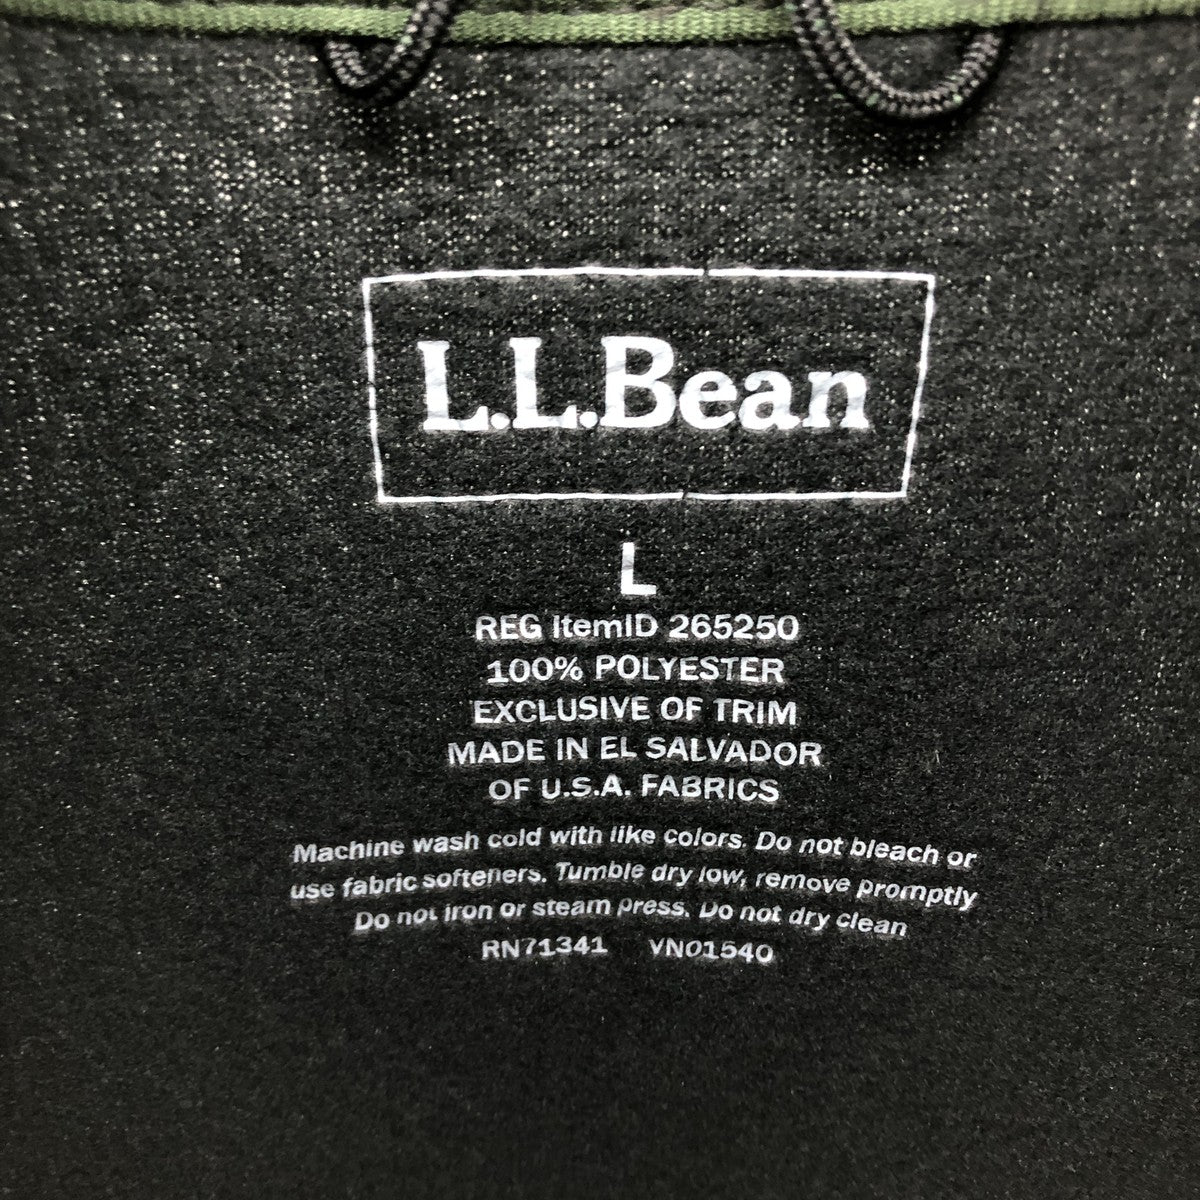 L.L.Bean
L
REG ItemID 265250
100% POLYESTER
EXCLUSIVE OF TRIM
MADE IN EL SALVADOR
OF U.S.A. FABRICS
Machine wash cold with like colors. Do not bleach or
use fabric softeners. Tumble dry low, remove promptly
Do not iron or steam press. Do not dry clean
RN71341 VN01540